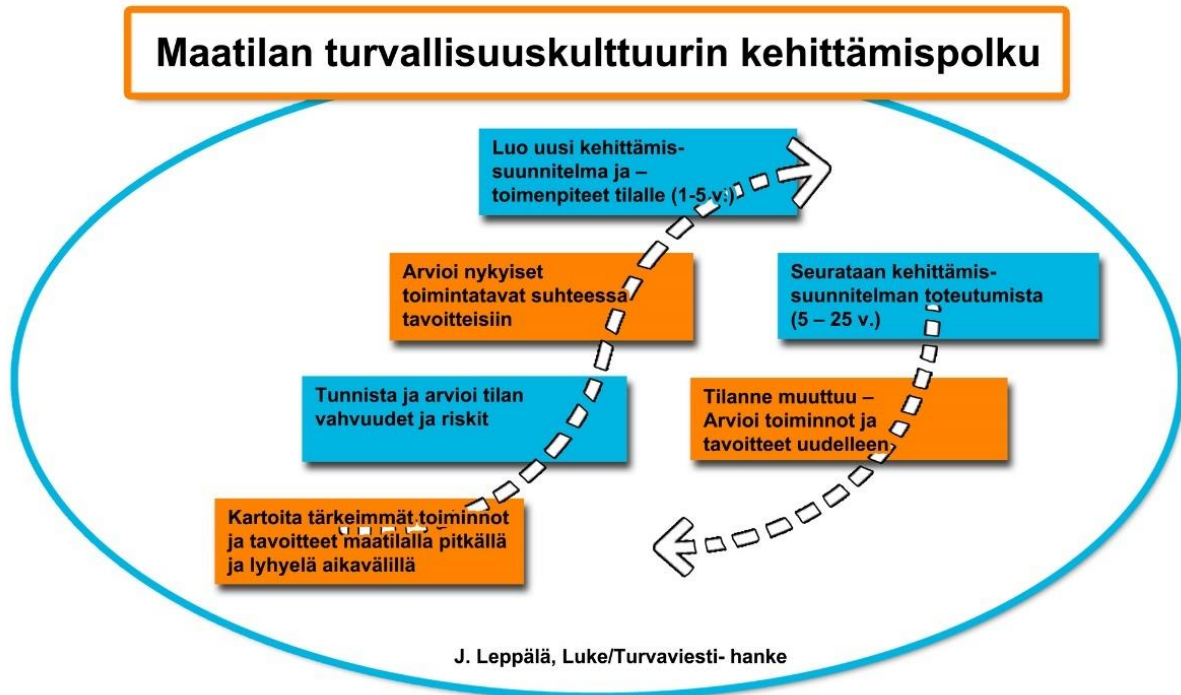 Maatilan turvallisuuskulttuurin kehittämispolku
Luo uusi kehittämis-
suunnitelma ja –
toimenpiteet tilalle (1-5 v.)
Arvioi nykyiset
toimintatavat suhteessa
tavoitteisiin
Tunnista ja arvioi tilan
vahvuudet ja riskit
Kartoita tärkeimmät toiminnot
ja tavoitteet maatilalla pitkällä
ja lyhyelä aikavälillä
Seurataan kehittämis-
suunnitelman toteutumista
(5 – 25 v.)
Tilanne muuttuu –
Arvioi toiminnot ja
tavoitteet uudelleen
J. Leppälä, Luke/Turvaviesti- hanke